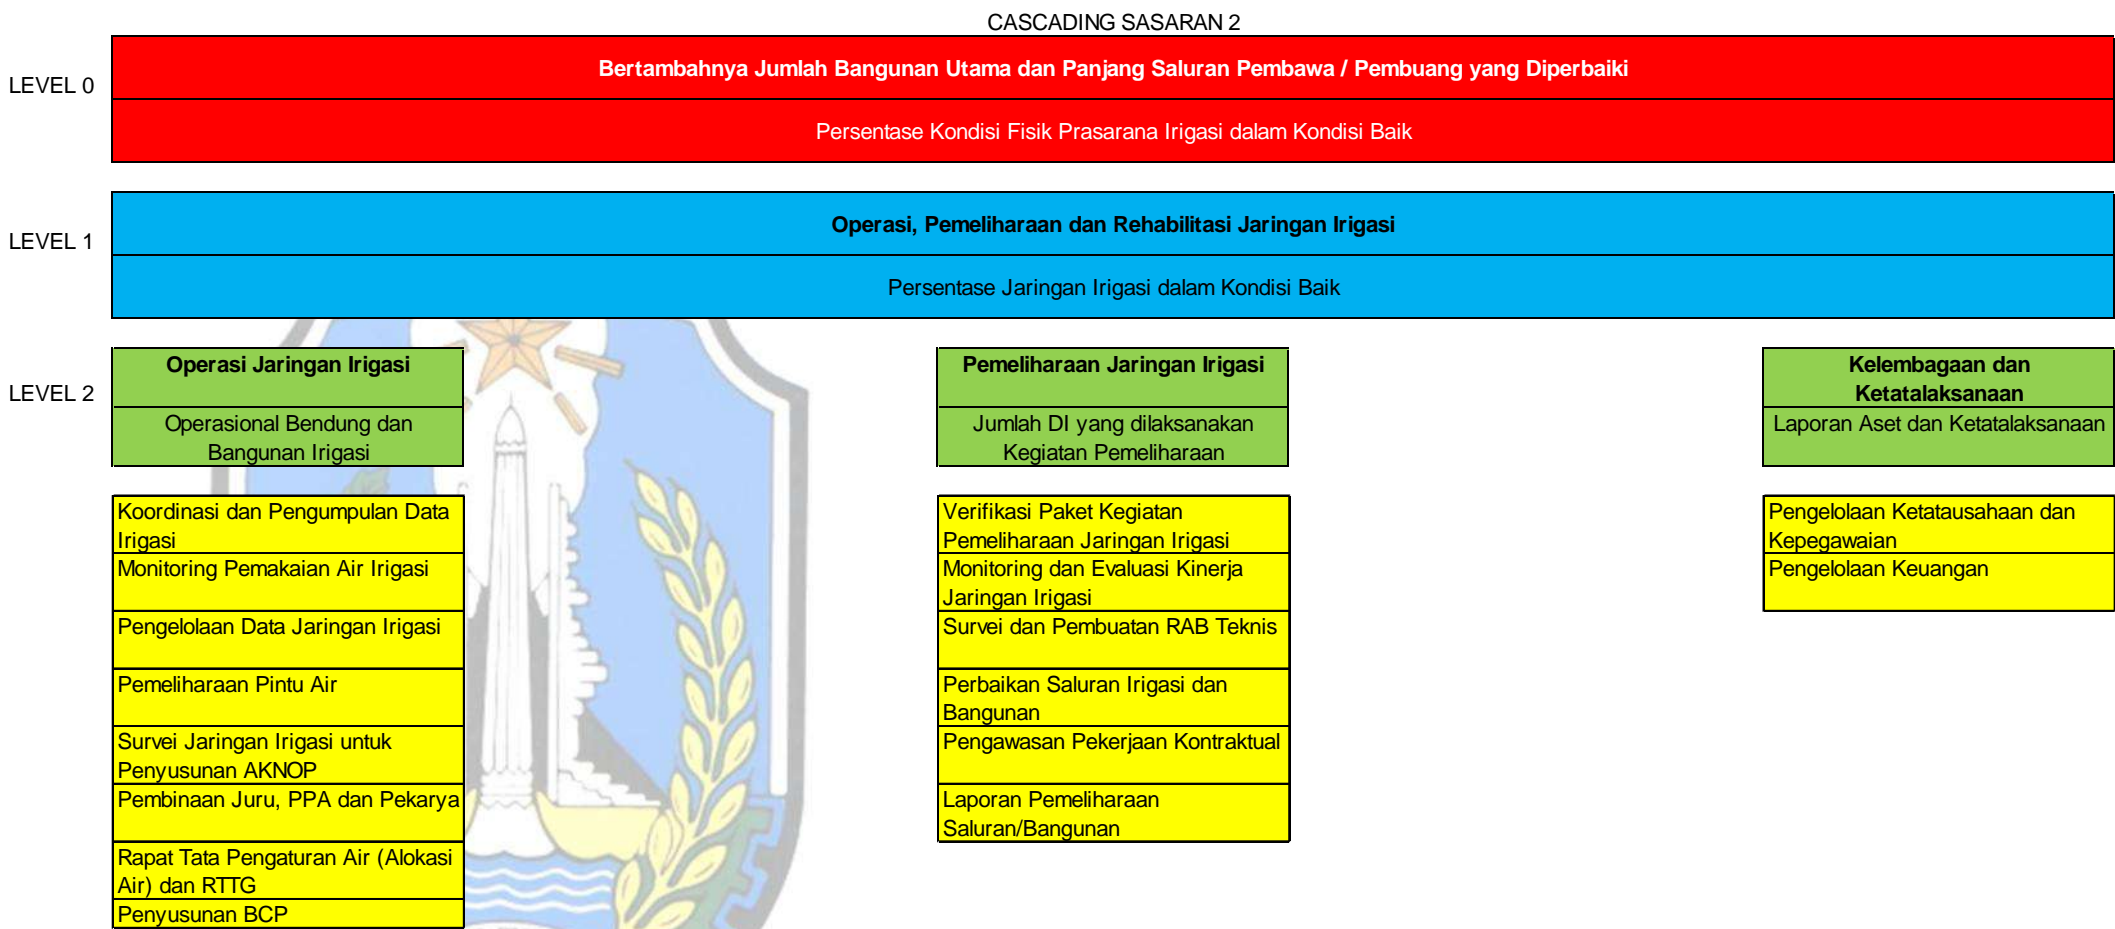 CASCADING SASARAN 2
LEVEL 0
Bertambahnya Jumlah Bangunan Utama dan Panjang Saluran Pembawa / Pembuang yang Diperbaiki
Persentase Kondisi Fisik Prasarana Irigasi dalam Kondisi Baik
LEVEL 1
Operasi, Pemeliharaan dan Rehabilitasi Jaringan Irigasi
Persentase Jaringan Irigasi dalam Kondisi Baik
LEVEL 2
Operasi Jaringan Irigasi
Operasional Bendung dan
Bangunan Irigasi
Koordinasi dan Pengumpulan Data
Irigasi
Monitoring Pemakaian Air Irigasi
Pengelolaan Data Jaringan Irigasi
Pemeliharaan Pintu Air
Survei Jaringan Irigasi untuk
Penyusunan AKNOP
Pembinaan Juru, PPA dan Pekarya
Rapat Tata Pengaturan Air (Alokasi
Air) dan RTTG
Penyusunan BCP
Pemeliharaan Jaringan Irigasi
Jumlah DI yang dilaksanakan
Kegiatan Pemeliharaan
Verifikasi Paket Kegiatan
Pemeliharaan Jaringan Irigasi
Monitoring dan Evaluasi Kinerja
Jaringan Irigasi
Survei dan Pembuatan RAB Teknis
Perbaikan Saluran Irigasi dan
Bangunan
Pengawasan Pekerjaan Kontraktual
Laporan Pemeliharaan
Saluran/Bangunan
Kelembagaan dan
Ketatalaksanaan
Laporan Aset dan Ketatalaksanaan
Pengelolaan Ketatausahaan dan
Kepegawaian
Pengelolaan Keuangan